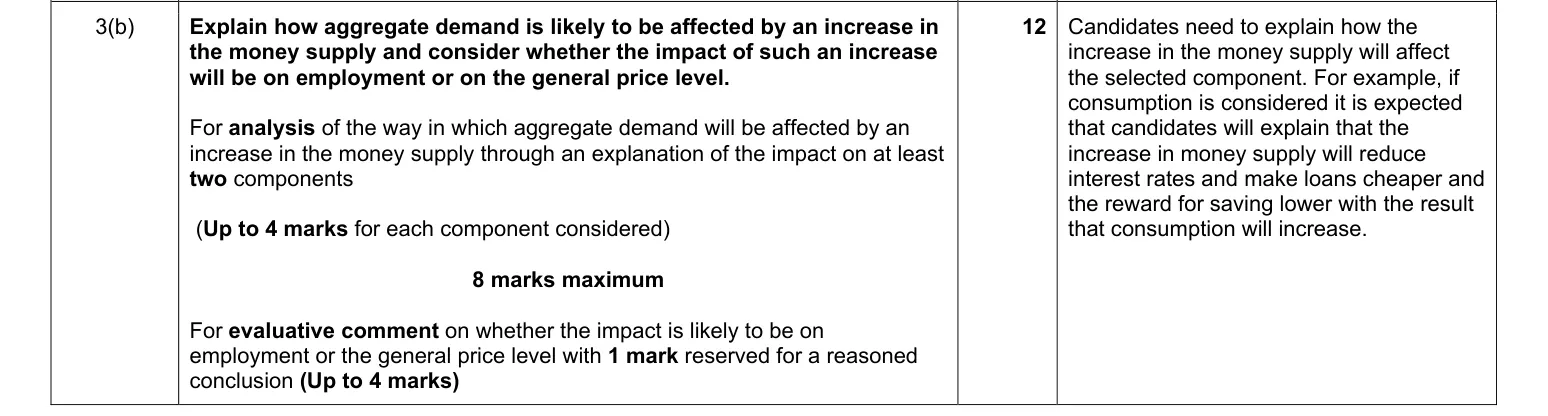 3(b)
Explain how aggregate demand is likely to be affected by an increase in
the money supply and consider whether the impact of such an increase
will be on employment or on the general price level.
For analysis of the way in which aggregate demand will be affected by an
increase in the money supply through an explanation of the impact on at least
two components
(Up to 4 marks for each component considered)
8 marks maximum
For evaluative comment on whether the impact is likely to be on
employment or the general price level with 1 mark reserved for a reasoned
conclusion (Up to 4 marks)
12
Candidates need to explain how the
increase in the money supply will affect
the selected component. For example, if
consumption is considered it is expected
that candidates will explain that the
increase in money supply will reduce
interest rates and make loans cheaper and
the reward for saving lower with the result
that consumption will increase.